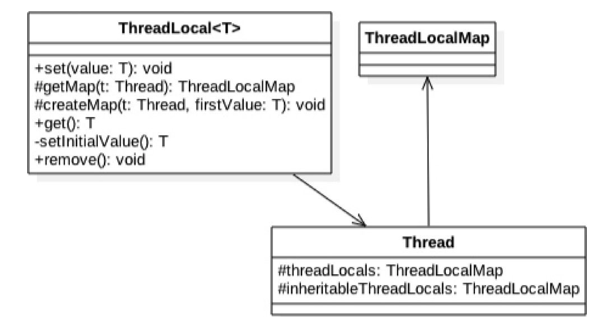 ThreadLocal<T>
+set(value: T): void
#getMap(t: Thread): ThreadLocalMap
#createMap(t: Thread, firstValue: T): void
+get(): T
-setInitialValue(): T
+remove(): void
ThreadLocalMap
Thread
#threadLocals: ThreadLocalMap
#inheritableThreadLocals: ThreadLocalMap